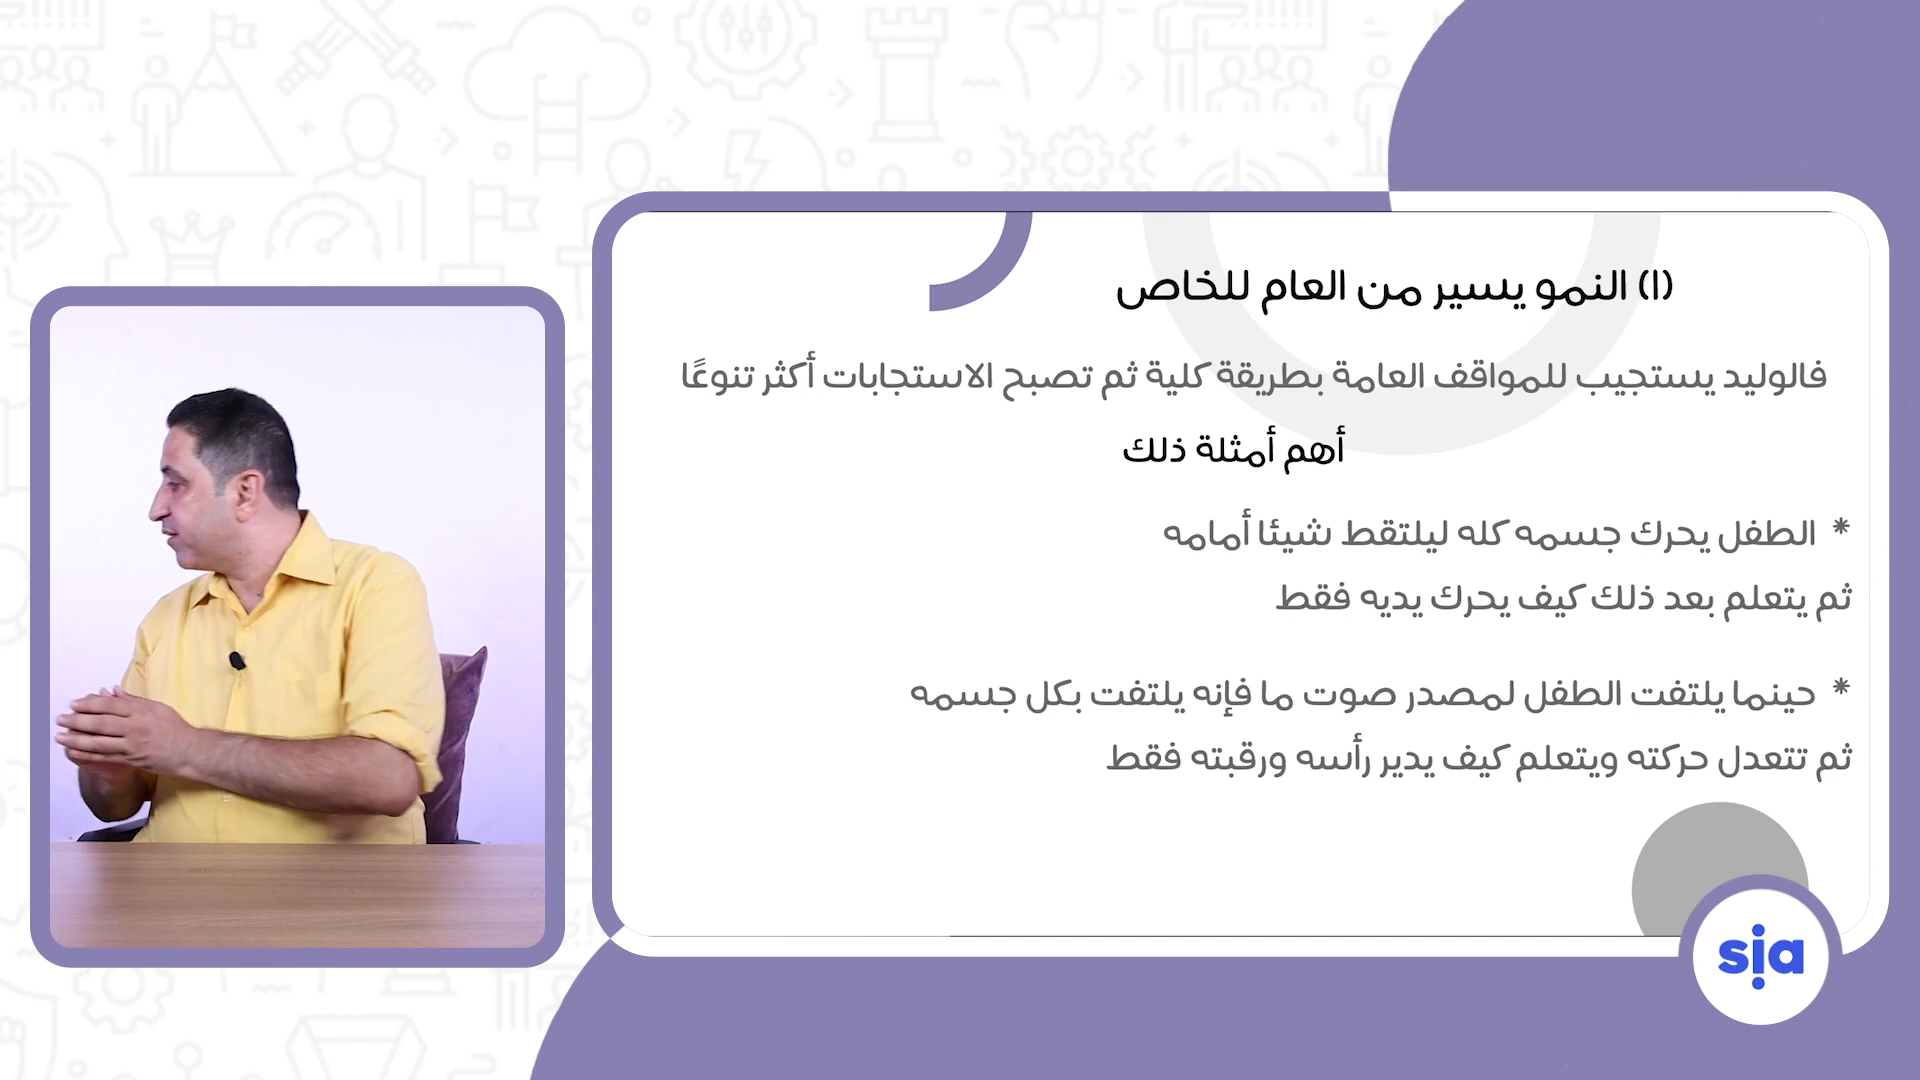 (١) النمو يسير من العام للخاص
فالوليد يستجيب للمواقف العامة بطريقة كلية ثم تصبح الاستجابات أكثر تنوعًا
أهم أمثلة ذلك
* الطفل يحرك جسمه كله ليلتقط شيئا أمامه
ثم يتعلم بعد ذلك كيف يحرك يديه فقط
* حينما يلتفت الطفل لمصدر صوت ما فإنه يلتفت بكل جسمه
ثم تتعدل حركته ويتعلم كيف يدير رأسه ورقبته فقط
sia